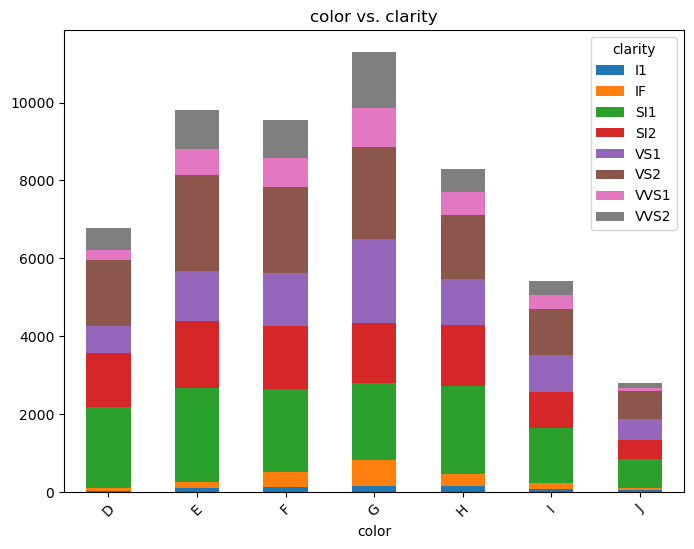 color vs. clarity
clarity
I1
IF
SI1
SI2
VS1
VS2
VVS1
VVS2
10000
8000
6000
4000
2000
0
D
E
F
G
H
I
J
color